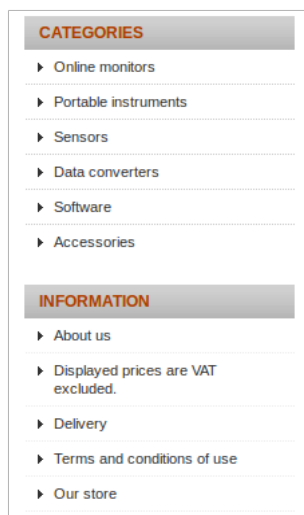 CATEGORIES
Online monitors
Portable instruments
Sensors
Data converters
Software
Accessories
INFORMATION
About us
Displayed prices are VAT
excluded.
Delivery
Terms and conditions of use
Our store